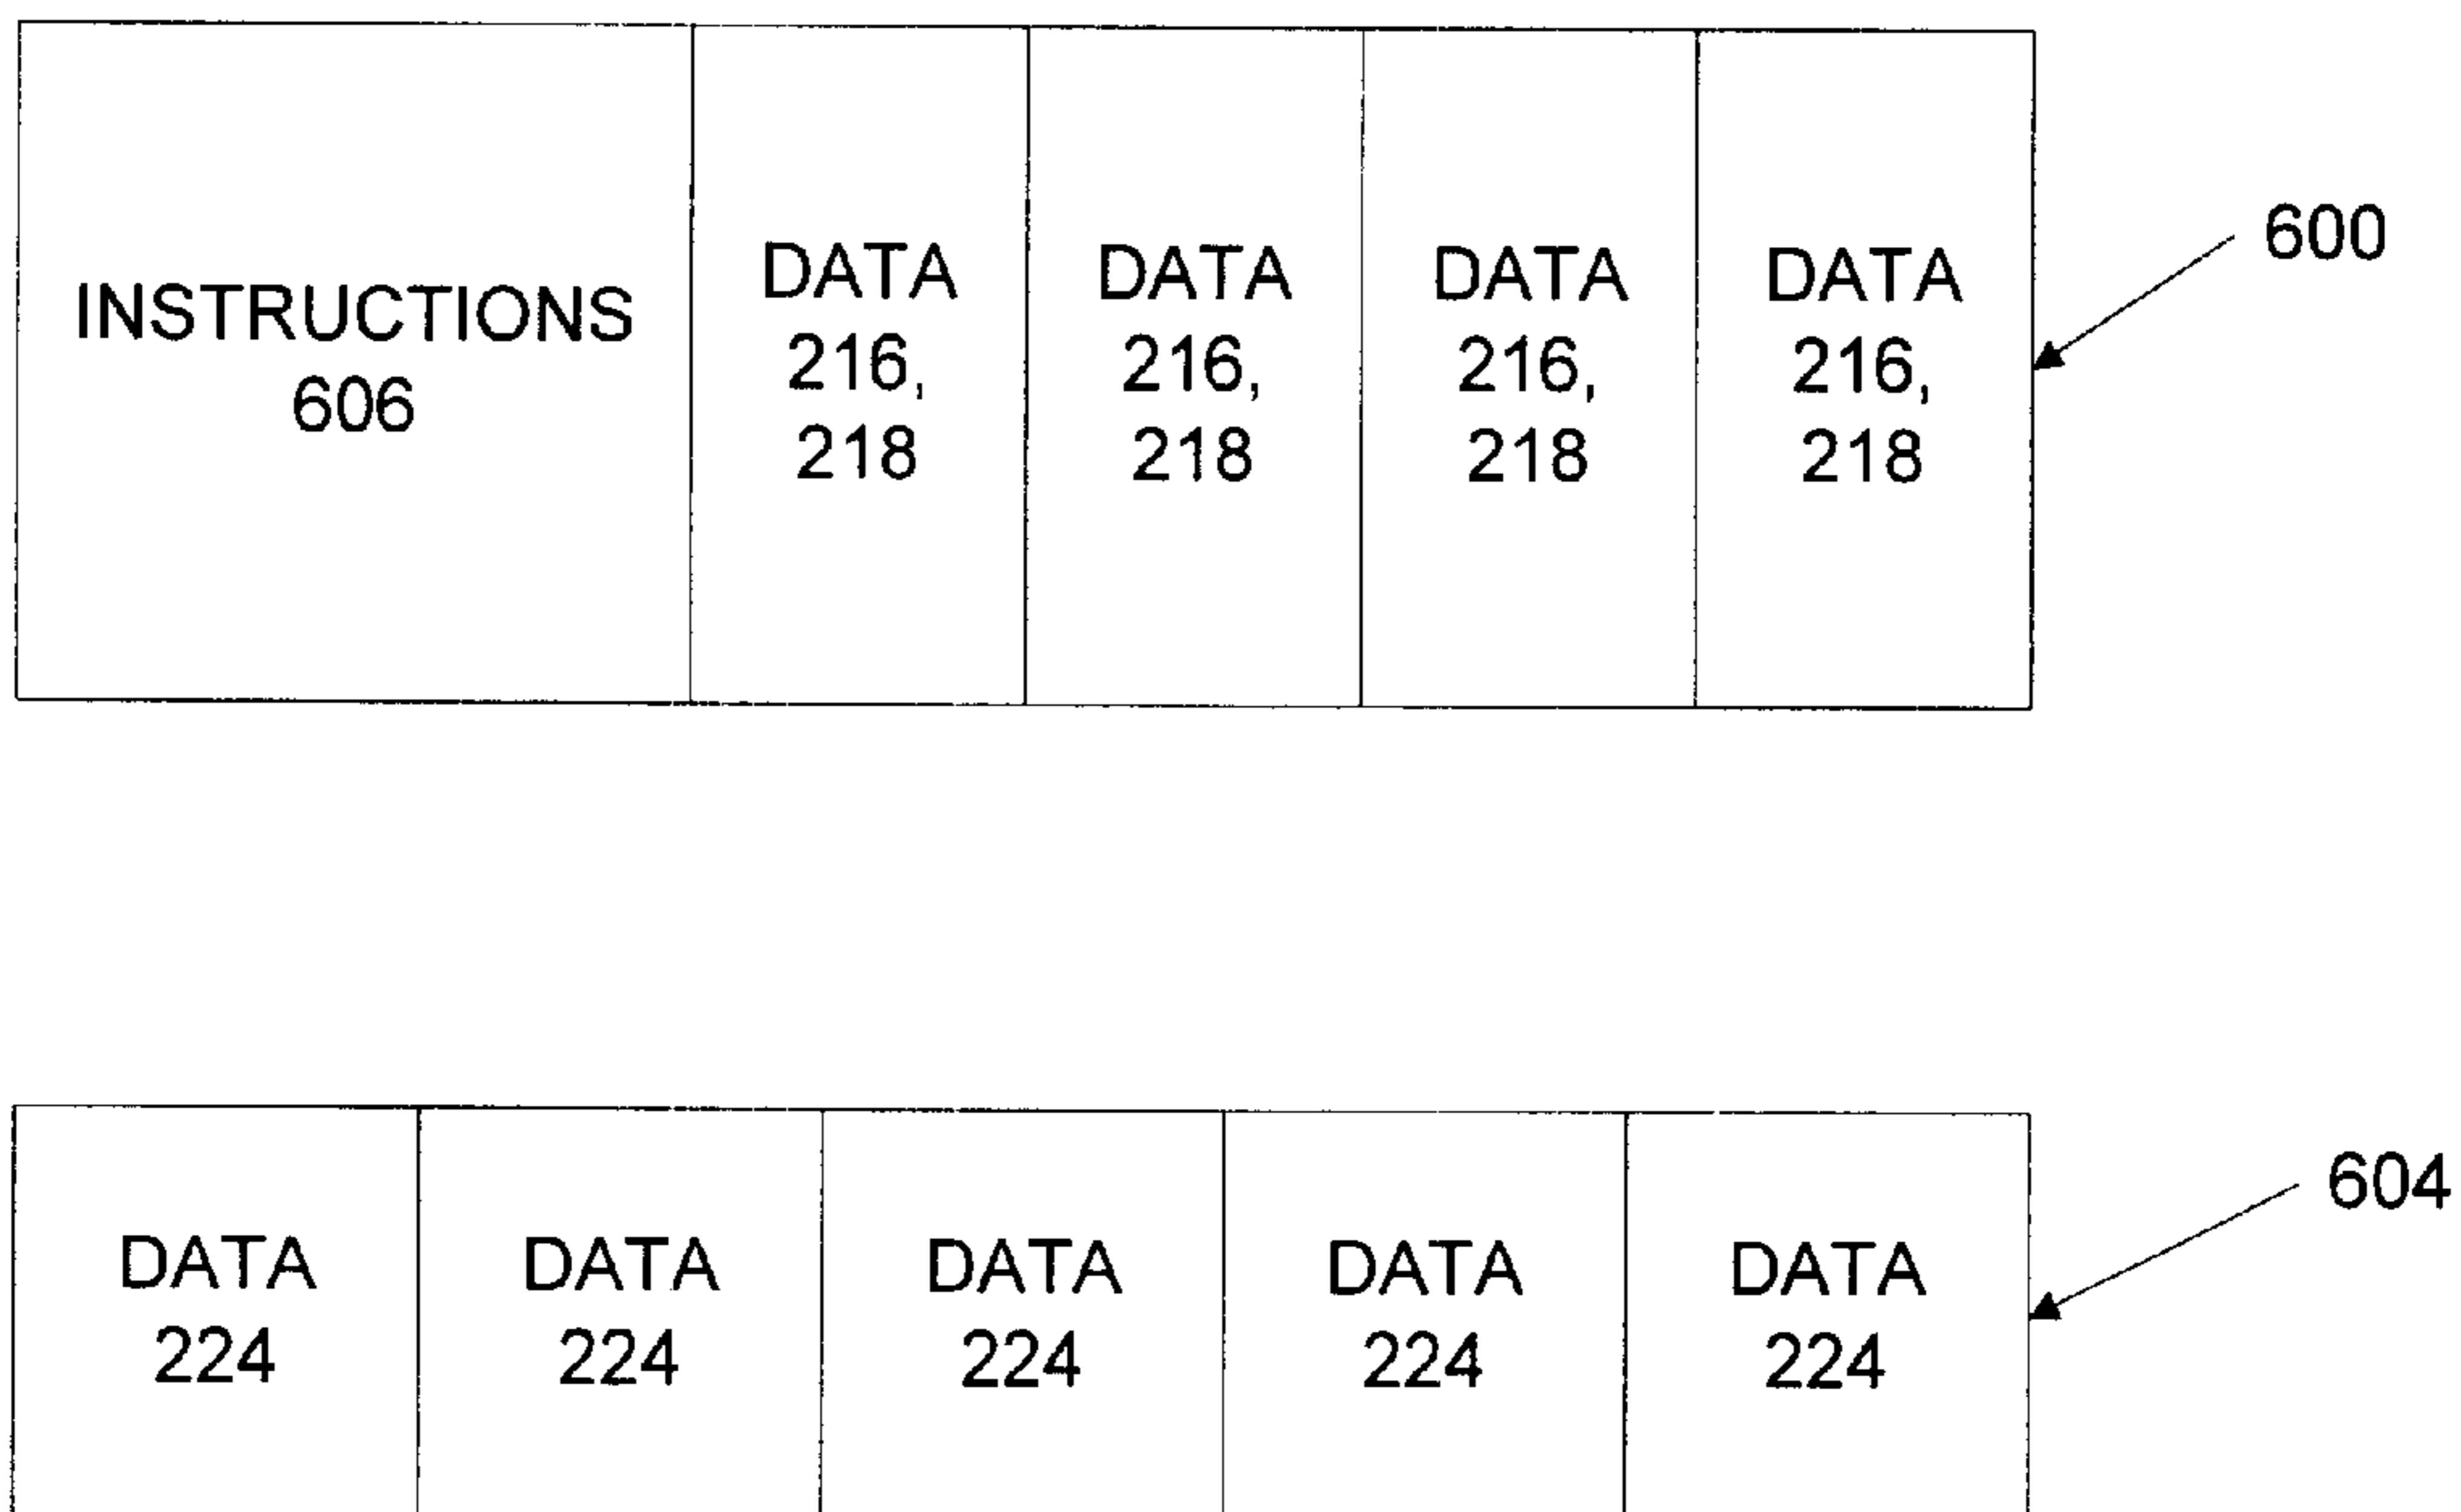 INSTRUCTIONS
606
DATA
216,
218
DATA
216,
218
DATA
216,
218
DATA
216,
218
600
DATA
224
DATA
224
DATA
224
DATA
224
DATA
224
604